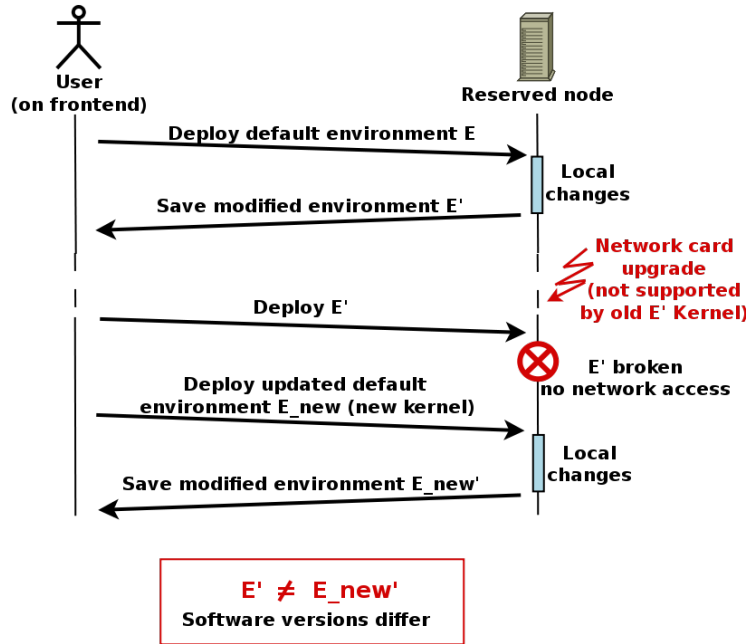 User
(on frontend)
Reserved node
Deploy default environment E
Local
changes
Save modified environment E'
Network card
upgrade
(not supported
by old E' Kernel)
Deploy E'
E' broken
no network access
Deploy updated default
environment E_new (new kernel)
Local
changes
Save modified environment E_new'
E' ≠ E_new'
Software versions differ